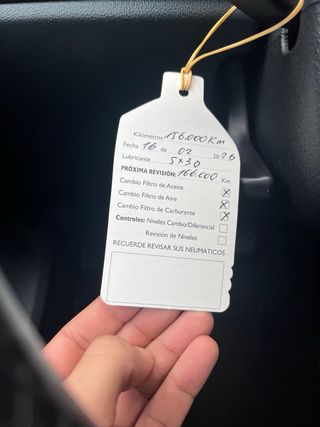 Kilómetros 156.000 Km
Fecha 16 de 02 2026
Lubricante 5x30
PRÓXIMA REVISIÓN: 166.000 Km
Cambio Filtro de Aceite X
Cambio Filtro de Aire X
Cambio Filtro de Carburante X
Controles: Niveles Cambio/Diferencial
Revisión de Niveles
RECUERDE REVISAR SUS NEUMÁTICOS